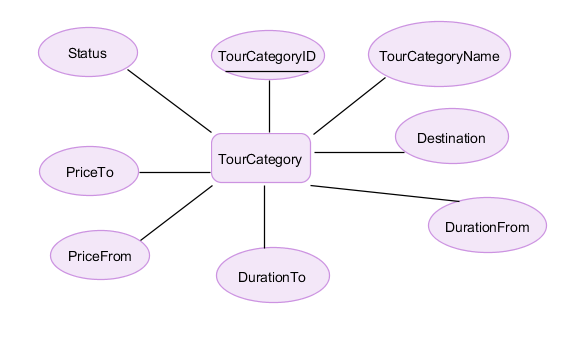 Status
TourCategoryID
TourCategoryName
Destination
TourCategory
PriceTo
DurationFrom
PriceFrom
DurationTo